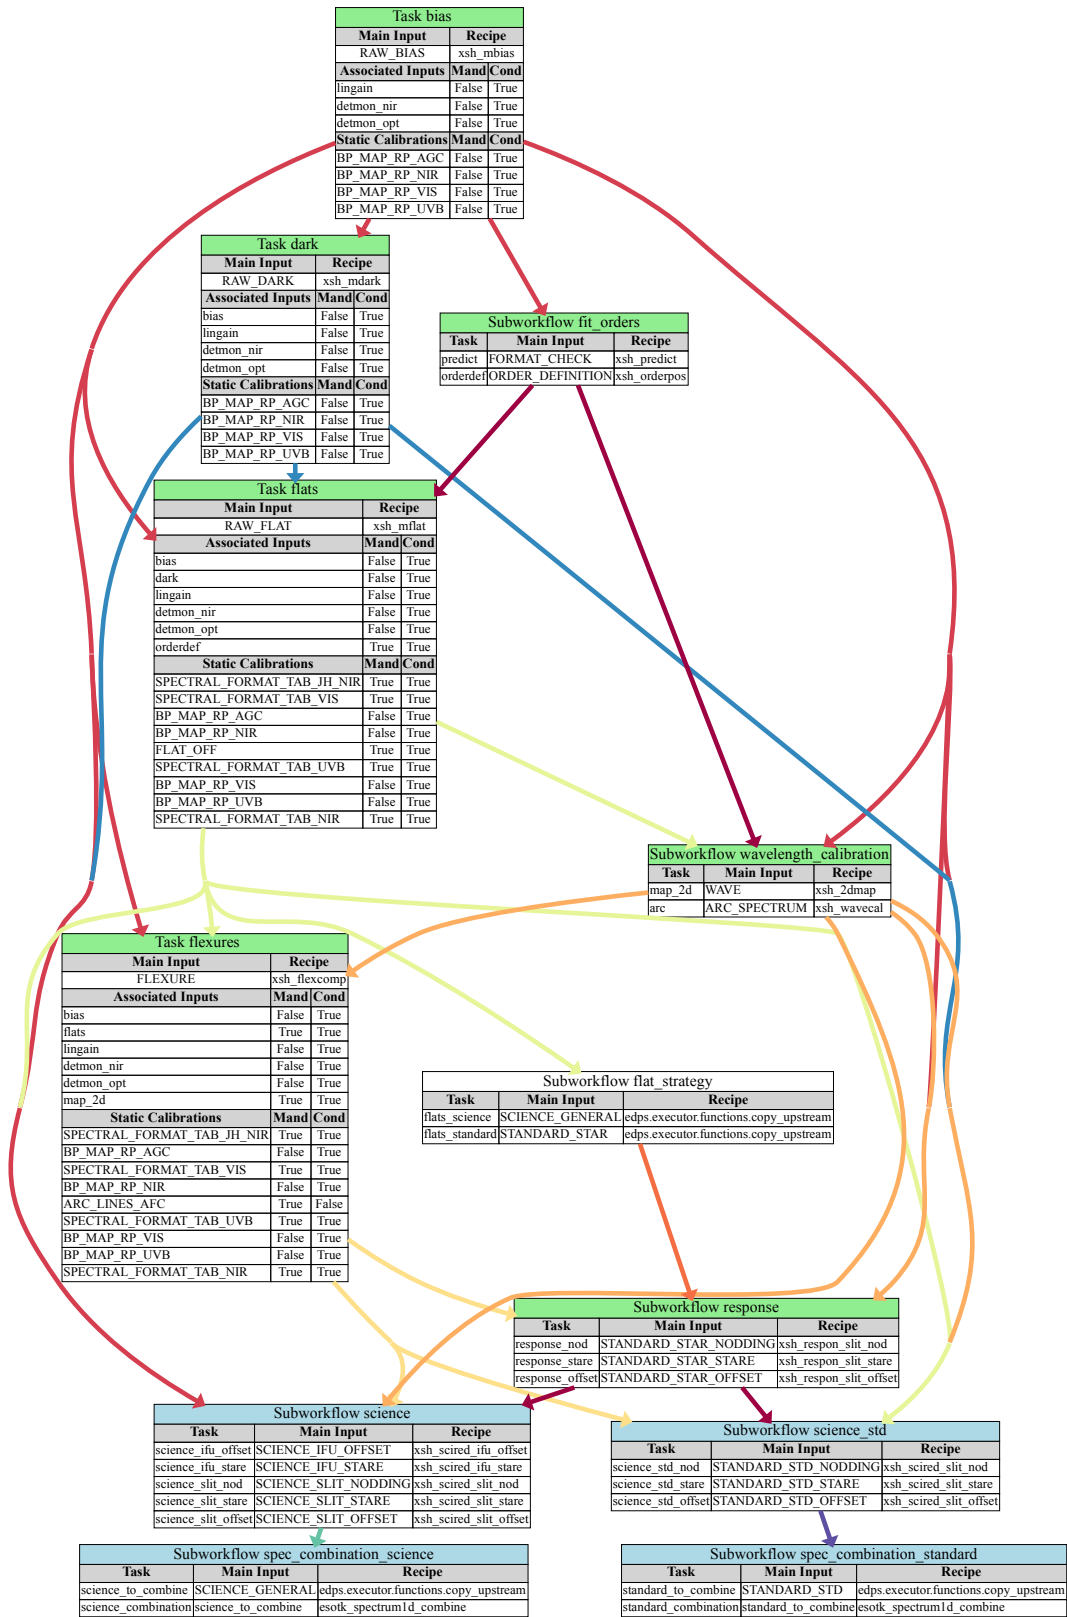 Task bias
Main Input Recipe
RAW_BIAS xsh_mbias
Associated Inputs Mand Cond
lingain False True
detmon_nir False True
detmon_opt False True
Static Calibrations Mand Cond
BP_MAP_RP_AGC False True
BP_MAP_RP_NIR False True
BP_MAP_RP_VIS False True
BP_MAP_RP_UVB False True
Task dark
Main Input Recipe
RAW_DARK xsh_mdark
Associated Inputs Mand Cond
bias False True
lingain False True
detmon_nir False True
detmon_opt False True
Static Calibrations Mand Cond
BP_MAP_RP_AGC False True
BP_MAP_RP_NIR False True
BP_MAP_RP_VIS False True
BP_MAP_RP_UVB False True
Subworkflow fit_orders
Task Main Input Recipe
predict FORMAT_CHECK xsh_predict
orderdef ORDER_DEFINITION xsh_orderpos
Task flats
Main Input Recipe
RAW_FLAT xsh_mflat
Associated Inputs Mand Cond
bias False True
dark False True
lingain False True
detmon_nir False True
detmon_opt False True
orderdef True True
Static Calibrations Mand Cond
SPECTRAL_FORMAT_TAB_JH_NIR True True
SPECTRAL_FORMAT_TAB_VIS True True
BP_MAP_RP_AGC False True
BP_MAP_RP_NIR False True
FLAT_OFF True True
SPECTRAL_FORMAT_TAB_UVB True True
BP_MAP_RP_VIS False True
BP_MAP_RP_UVB False True
SPECTRAL_FORMAT_TAB_NIR True True
Subworkflow wavelength_calibration
Task Main Input Recipe
map_2d WAVE xsh_2dmap
arc ARC_SPECTRUM xsh_wavecal
Task flexures
Main Input Recipe
FLEXURE xsh_flexcomp
Associated Inputs Mand Cond
bias False True
flats True True
lingain False True
detmon_nir False True
detmon_opt False True
map_2d True True
Static Calibrations Mand Cond
SPECTRAL_FORMAT_TAB_JH_NIR True True
BP_MAP_RP_AGC False True
SPECTRAL_FORMAT_TAB_VIS True True
BP_MAP_RP_NIR False True
ARC_LINES_AFC True False
SPECTRAL_FORMAT_TAB_UVB True True
BP_MAP_RP_VIS False True
BP_MAP_RP_UVB False True
SPECTRAL_FORMAT_TAB_NIR True True
Subworkflow flat_strategy
Task Main Input Recipe
flats_science SCIENCE_GENERAL edps.executor.functions.copy_upstream
flats_standard STANDARD_STAR edps.executor.functions.copy_upstream
Subworkflow response
Task Main Input Recipe
response_nod STANDARD_STAR_NODDING xsh_respon_slit_nod
response_stare STANDARD_STAR_STARE xsh_respon_slit_stare
response_offset STANDARD_STAR_OFFSET xsh_respon_slit_offset
Subworkflow science
Task Main Input Recipe
science_ifu_offset SCIENCE_IFU_OFFSET xsh_scired_ifu_offset
science_ifu_stare SCIENCE_IFU_STARE xsh_scired_ifu_stare
science_slit_nod SCIENCE_SLIT_NODDING xsh_scired_slit_nod
science_slit_stare SCIENCE_SLIT_STARE xsh_scired_slit_stare
science_slit_offset SCIENCE_SLIT_OFFSET xsh_scired_slit_offset
Subworkflow science_std
Task Main Input Recipe
science_std_nod STANDARD_STD_NODDING xsh_scired_slit_nod
science_std_stare STANDARD_STD_STARE xsh_scired_slit_stare
science_std_offset STANDARD_STD_OFFSET xsh_scired_slit_offset
Subworkflow spec_combination_science
Task Main Input Recipe
science_to_combine SCIENCE_GENERAL edps.executor.functions.copy_upstream
science_combination science_to_combine esotk_spectrum1d_combine
Subworkflow spec_combination_standard
Task Main Input Recipe
standard_to_combine STANDARD_STD edps.executor.functions.copy_upstream
standard_combination standard_to_combine esotk_spectrum1d_combine